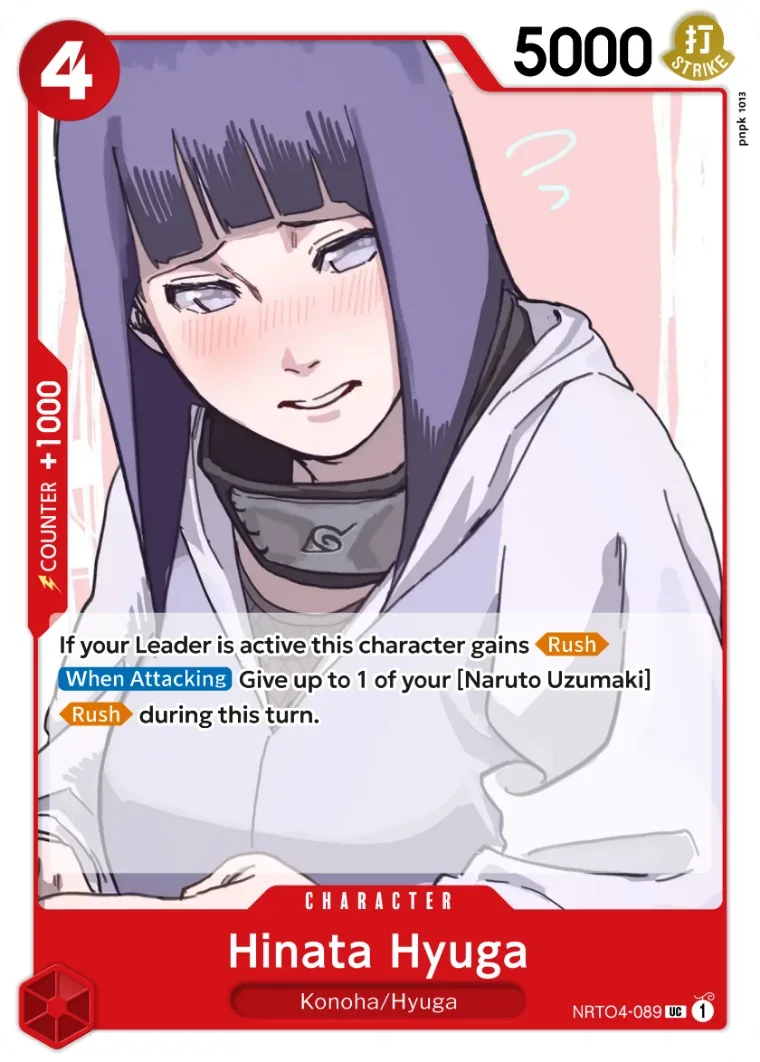 4
5000
打
STRIKE
pnpk 1013
COUNTER +1000
If your Leader is active this character gains Rush
When Attacking Give up to 1 of your [Naruto Uzumaki]
Rush during this turn.
CHARACTER
Hinata Hyuga
Konoha/Hyuga
NRTO4-089 UC 1